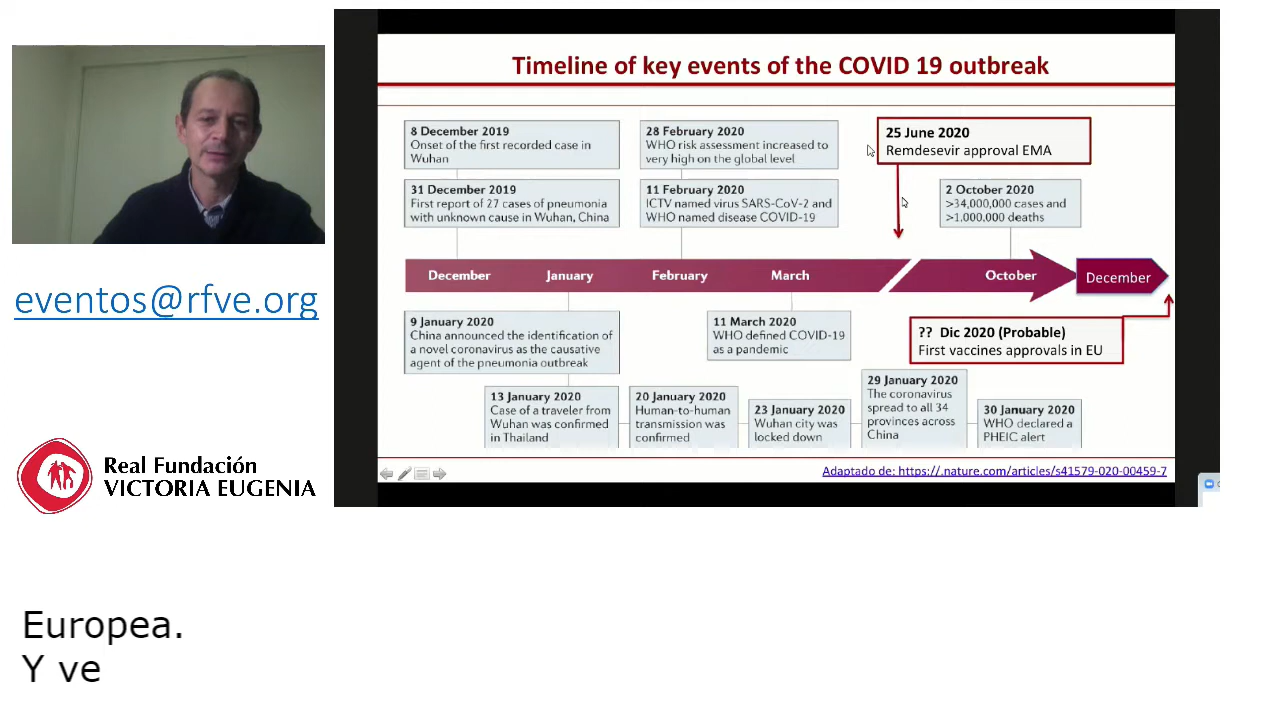 Timeline of key events of the COVID 19 outbreak
8 December 2019
Onset of the first recorded case in
Wuhan
31 December 2019
First report of 27 cases of pneumonia
with unknown cause in Wuhan, China
28 February 2020
WHO risk assessment increased to
very high on the global level
11 February 2020
ICTV named virus SARS-CoV-2 and
WHO named disease COVID-19
25 June 2020
Remdesevir approval EMA
2 October 2020
>34,000,000 cases and
>1.000.000 deaths
December January February March October December
9 January 2020
China announced the identification of
a novel coronavirus as the causative
agent of the pneumonia outbreak
11 March 2020
WHO defined COVID-19
as a pandemic
?? Dic 2020 (Probable)
First vaccines approvals in EU
13 January 2020
Case of a traveler from
Wuhan was confirmed
in Thailand
20 January 2020
Human-to-human
transmission was
confirmed
23 January 2020
Wuhan city was
locked down
29 January 2020
The coronavirus
spread to all 34
provinces across
China
30 January 2020
WHO declared a
PHEIC alert
Adaptado de: https://.nature.com/articles/s41579-020-00459-7
eventos@rfve.org
Real Fundación
VICTORIA EUGENIA
Europea.
Y ve